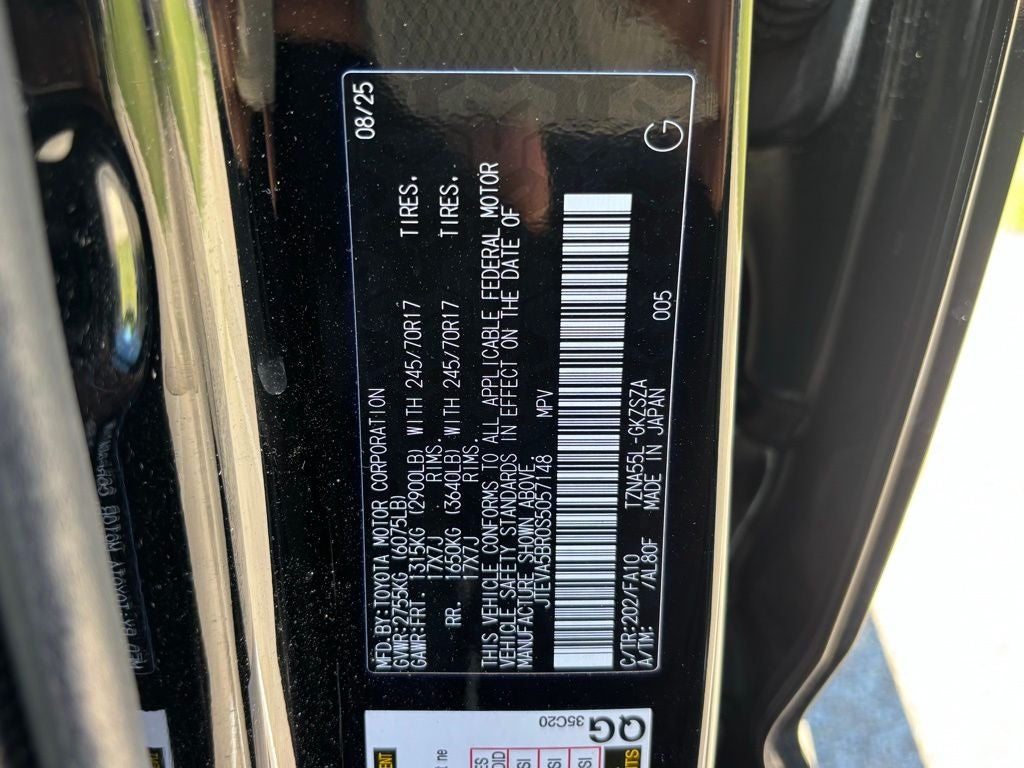 08/25
MFD.BY:TOYOTA MOTOR CORPORATION
GVWR:2755KG (6075LB)
GAWR:FRT. 1315KG (2900LB) WITH 245/70R17 TIRES.
17X7J RIMS.
RR. 1650KG (3640LB) WITH 245/70R17 TIRES.
17X7J RIMS.
THIS VEHICLE CONFORMS TO ALL APPLICABLE FEDERAL MOTOR
VEHICLE SAFETY STANDARDS IN EFFECT ON THE DATE OF
MANUFACTURE SHOWN ABOVE.
JTEVA5BR0S5057148 MPV
C/TR:202/FA10 TZNA55L-GKZSZA 005
A/TM: /AL80F MADE IN JAPAN
G
QG
35C20